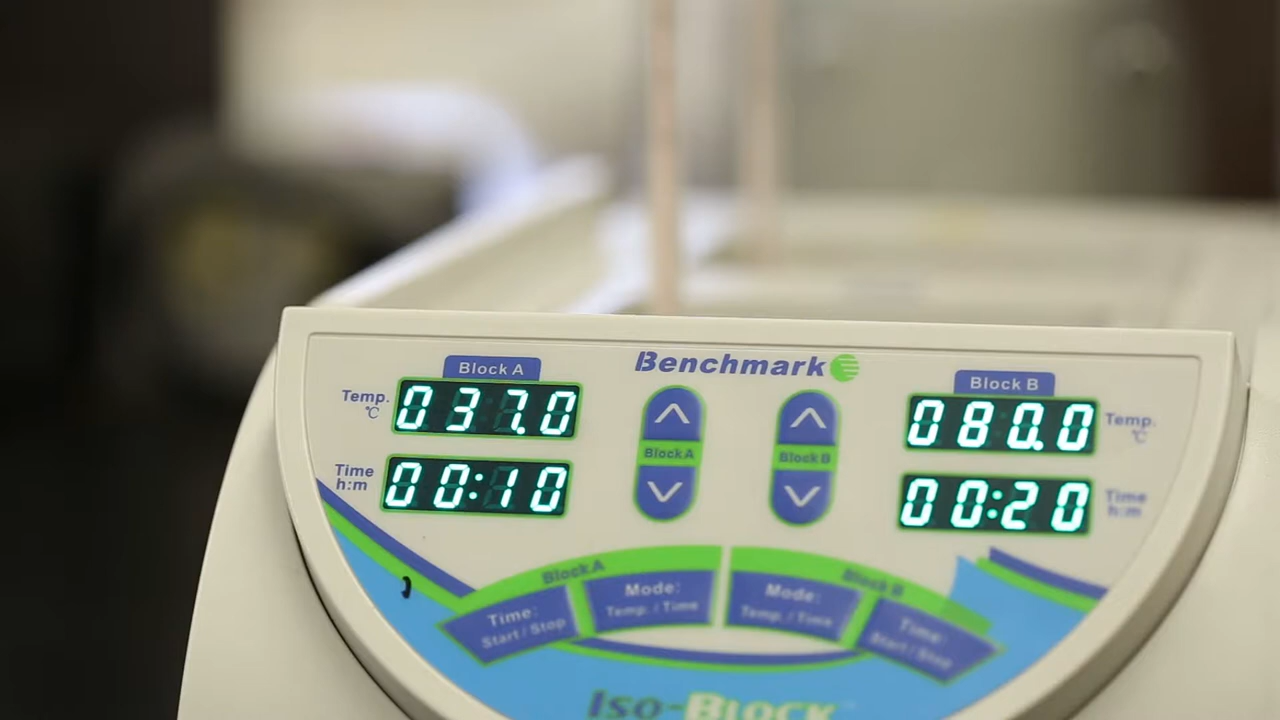 Benchmark
Block A
Temp. °C
037.0
Time h:m
00:10
Block A
Block B
Block B
080.0
Temp. °C
00:20
Time h:m
Block A
Time: Start / Stop
Mode: Temp. / Time
Block B
Mode: Temp. / Time
Time: Start / Stop
Iso-Block